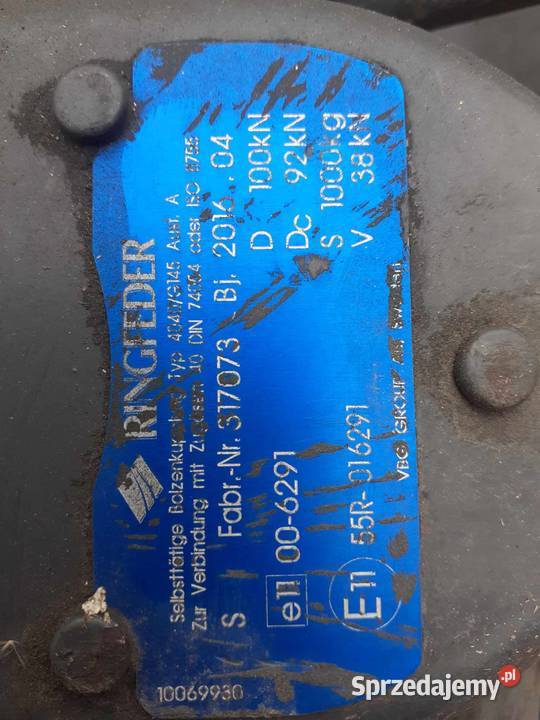 RINGFEDER
Selbsttätige Bolzenkupplung Typ 4040/G145 Ausf. A
Zur Verbindung mit Zugösen 40 DIN 74054 oder ISO 8755
S Fabr.-Nr. 317073 Bj. 2016 . 04
e11 00-6291
E11 55R-016291
D 100kN
Dc 92kN
S 1000kg
V 38kN
VBG GROUP AB Sweden
10069930
Sprzedajemy.pl